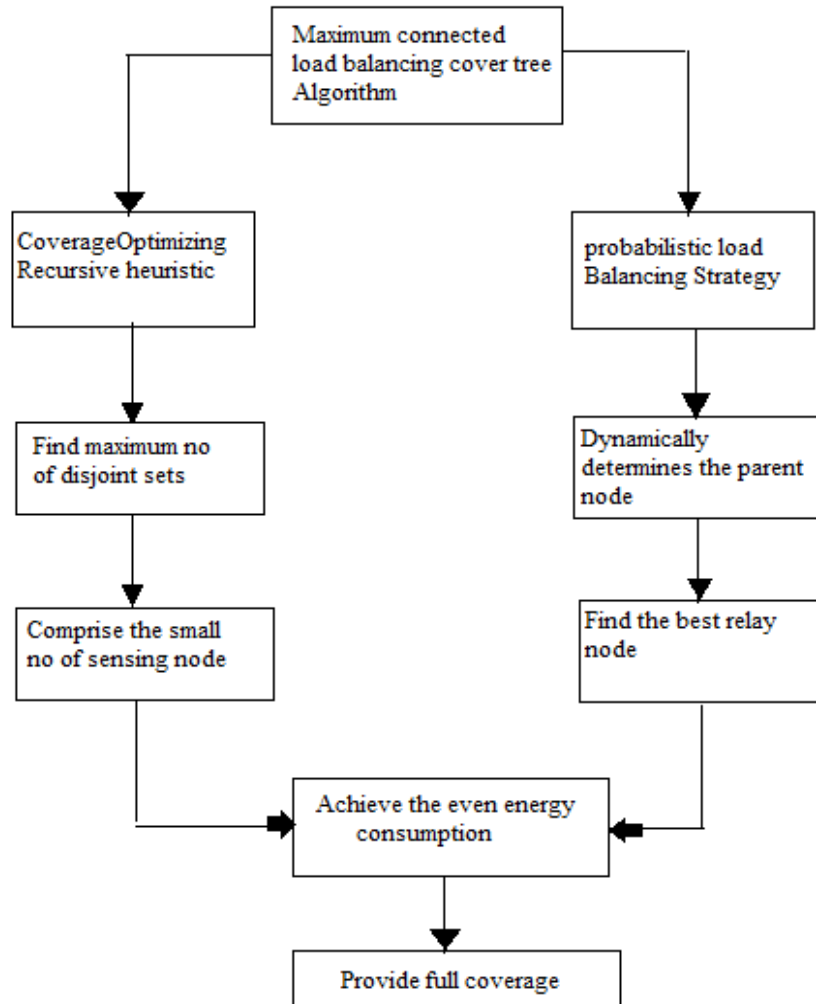 Maximum connected
load balancing cover tree
Algorithm
CoverageOptimizing
Recursive heuristic
probabilistic load
Balancing Strategy
Find maximum no
of disjoint sets
Dynamically
determines the parent
node
Comprise the small
no of sensing node
Find the best relay
node
Achieve the even energy
consumption
Provide full coverage